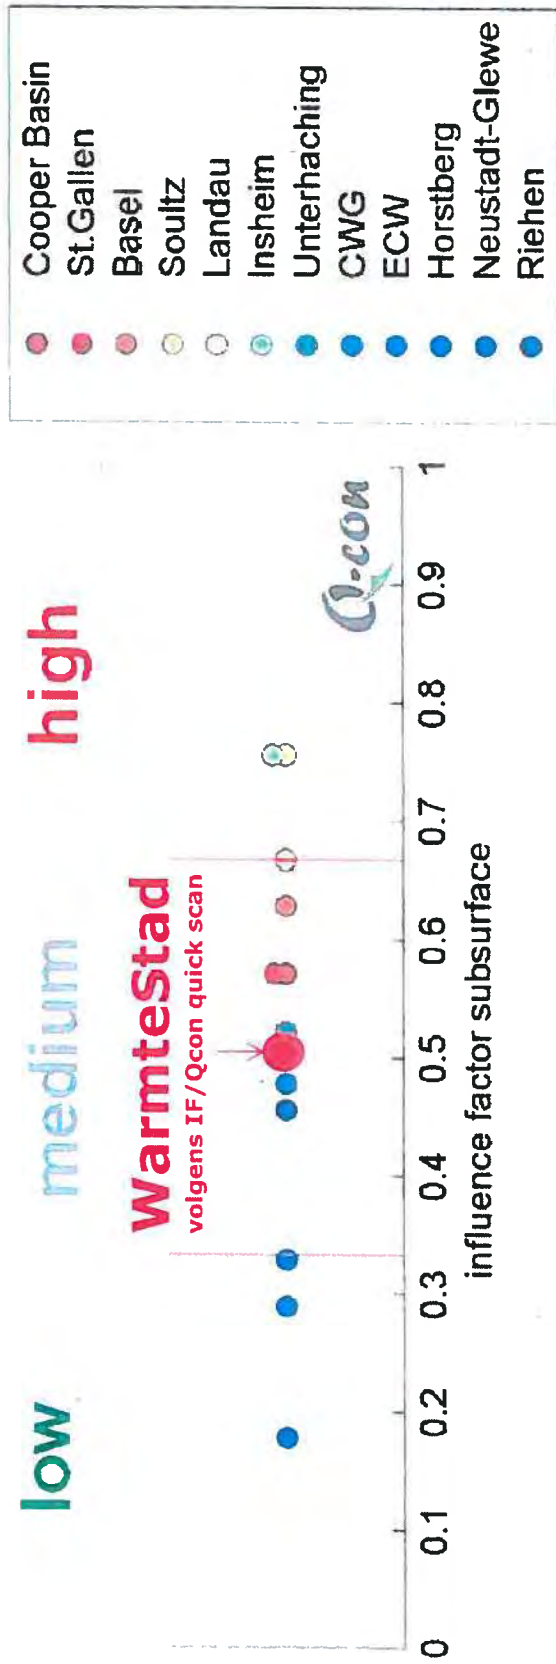 low
medium
high
WarmteStad
volgens IF/Qcon quick scan
Q-con
0
0.1
0.2
0.3
0.4
0.5
0.6
0.7
0.8
0.9
1
influence factor subsurface
Cooper Basin
St.Gallen
Basel
Soultz
Landau
Insheim
Unterhaching
CWG
ECW
Horstberg
Neustadt-Glewe
Riehen